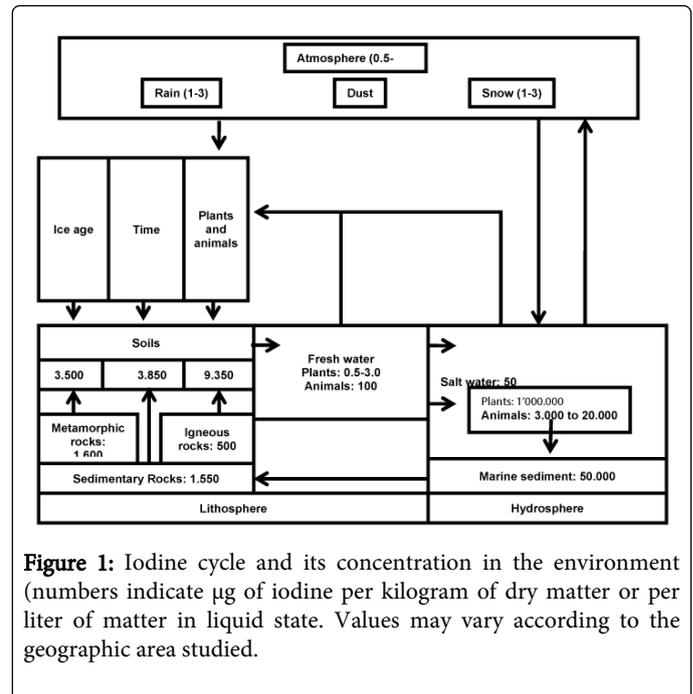 Atmosphere (0.5-
Rain (1-3)
Dust
Snow (1-3)
Ice age
Time
Plants
and
animals
Soils
3.500
3.850
9.350
Metamorphic
rocks:
1.600
Igneous
rocks: 500
Sedimentary Rocks: 1.550
Lithosphere
Fresh water
Plants: 0.5-3.0
Animals: 100
Salt water: 50
Plants: 1'000.000
Animals: 3.000 to 20.000
Marine sediment: 50.000
Hydrosphere
Figure 1: Iodine cycle and its concentration in the environment
(numbers indicate µg of iodine per kilogram of dry matter or per
liter of matter in liquid state. Values may vary according to the
geographic area studied.